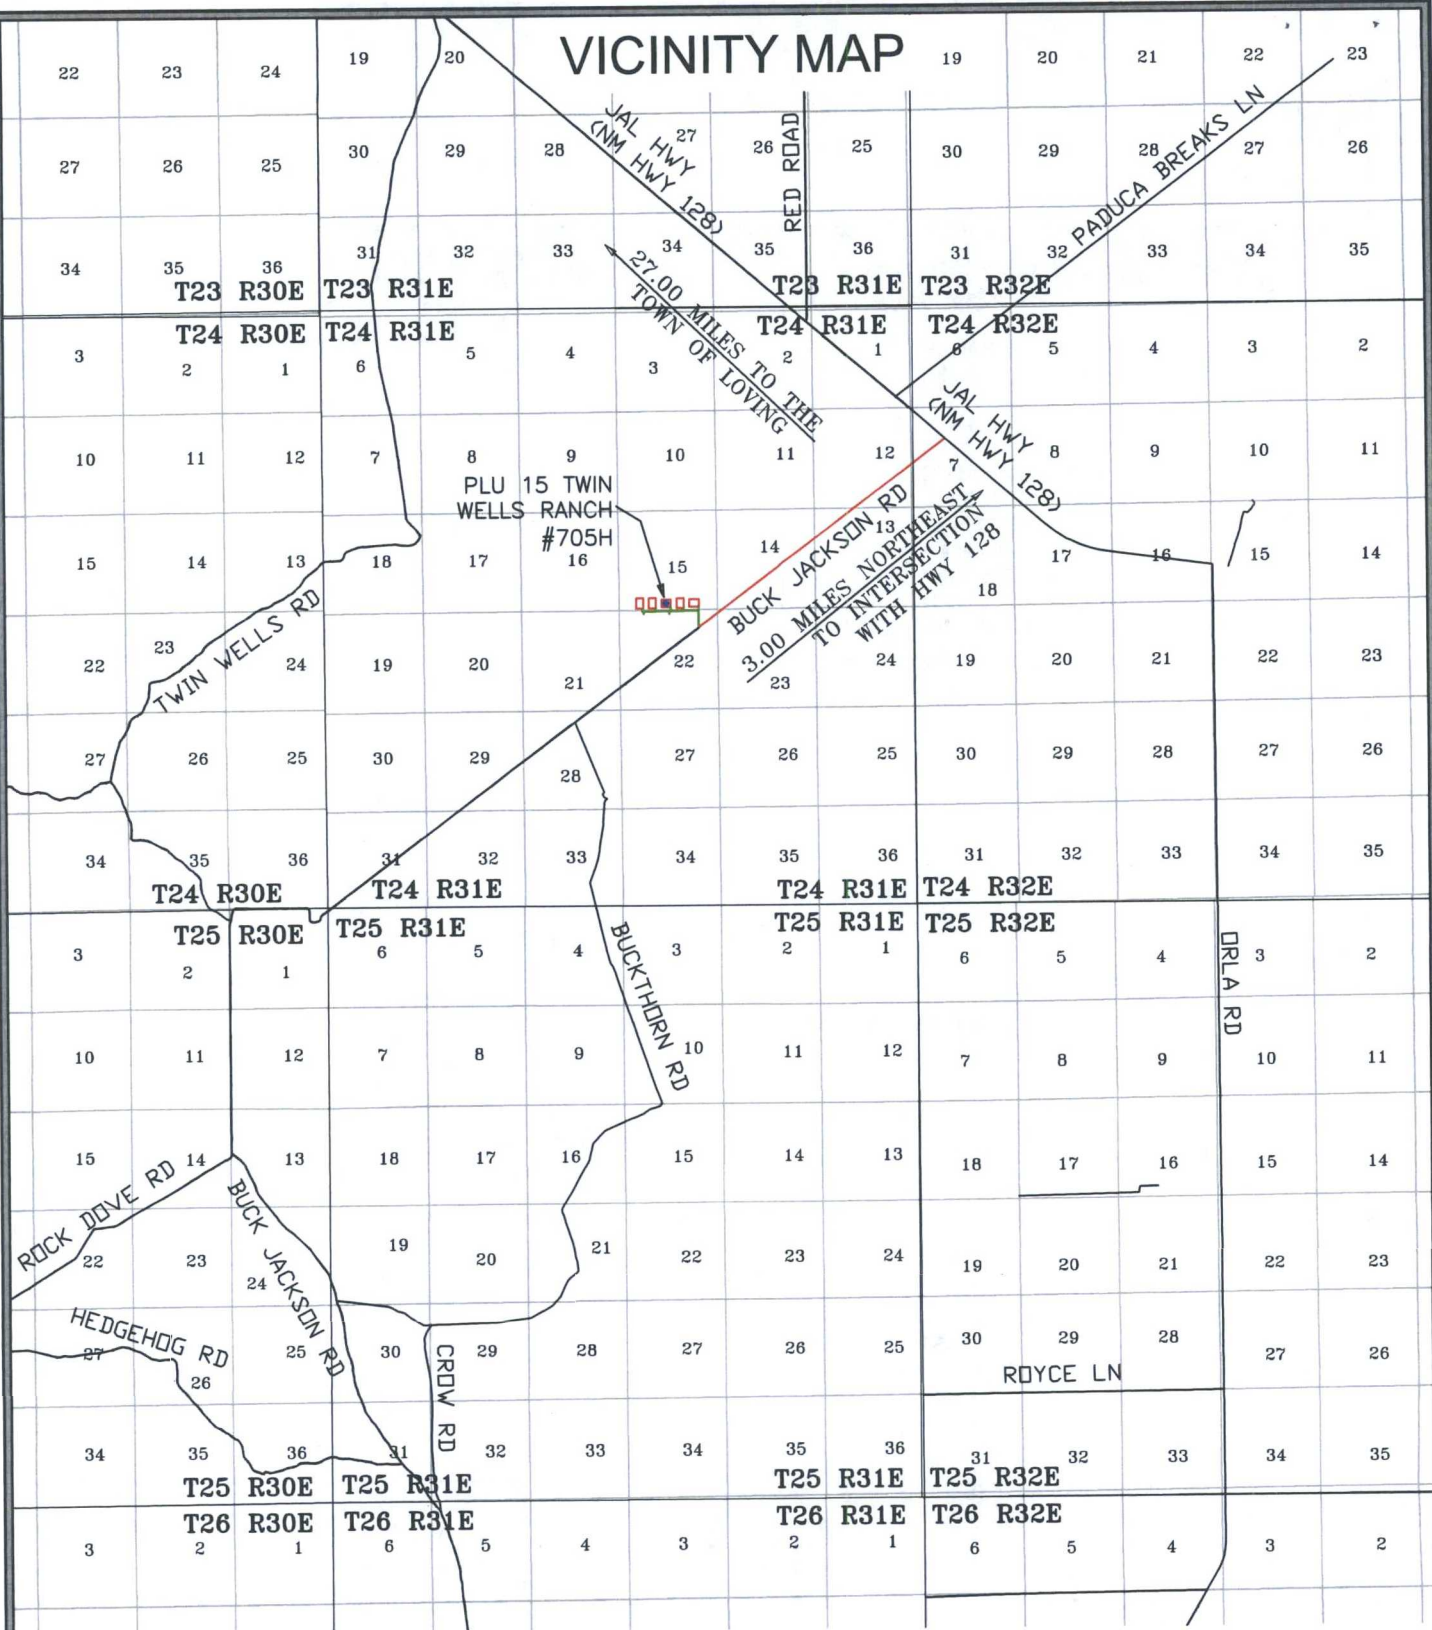 VICINITY MAP
22 23 24 19 20 19 20 21 22 23
JAL HWY
(NM HWY 128)
RED ROAD
PADUCA BREAKS LN
27 26 25 30 29 28 27 26 25 30 29 28 27 26
34 35 36 31 32 33 34 35 36 31 32 33 34 35
T23 R30E T23 R31E T23 R31E T23 R32E
27.00 MILES TO THE
TOWN OF LOVING
T24 R30E T24 R31E T24 R31E T24 R32E
3 2 1 6 5 4 3 2 1 6 5 4 3 2
JAL HWY
(NM HWY 128)
10 11 12 7 8 9 10 11 12 7 8 9 10 11
PLU 15 TWIN
WELLS RANCH
#705H
BUCK JACKSON RD
3.00 MILES NORTHEAST
TO INTERSECTION
WITH HWY 128
15 14 13 18 17 16 15 14 13 18 17 16 15 14
TWIN WELLS RD
22 23 24 19 20 21 22 23 24 19 20 21 22 23
27 26 25 30 29 28 27 26 25 30 29 28 27 26
34 35 36 31 32 33 34 35 36 31 32 33 34 35
T24 R30E T24 R31E T24 R31E T24 R32E
T25 R30E T25 R31E T25 R31E T25 R32E
3 2 1 6 5 4 3 2 1 6 5 4 3 2
BUCKTHORN RD
ORLA RD
10 11 12 7 8 9 10 11 12 7 8 9 10 11
15 14 13 18 17 16 15 14 13 18 17 16 15 14
ROCK DOVE RD
BUCK JACKSON RD
22 23 24 19 20 21 22 23 24 19 20 21 22 23
HEDGEHOG RD
27 26 25 30 29 28 27 26 25 30 29 28 27 26
CROW RD
ROYCE LN
34 35 36 31 32 33 34 35 36 31 32 33 34 35
T25 R30E T25 R31E T25 R31E T25 R32E
T26 R30E T26 R31E T26 R31E T26 R32E
3 2 1 6 5 4 3 2 1 6 5 4 3 2